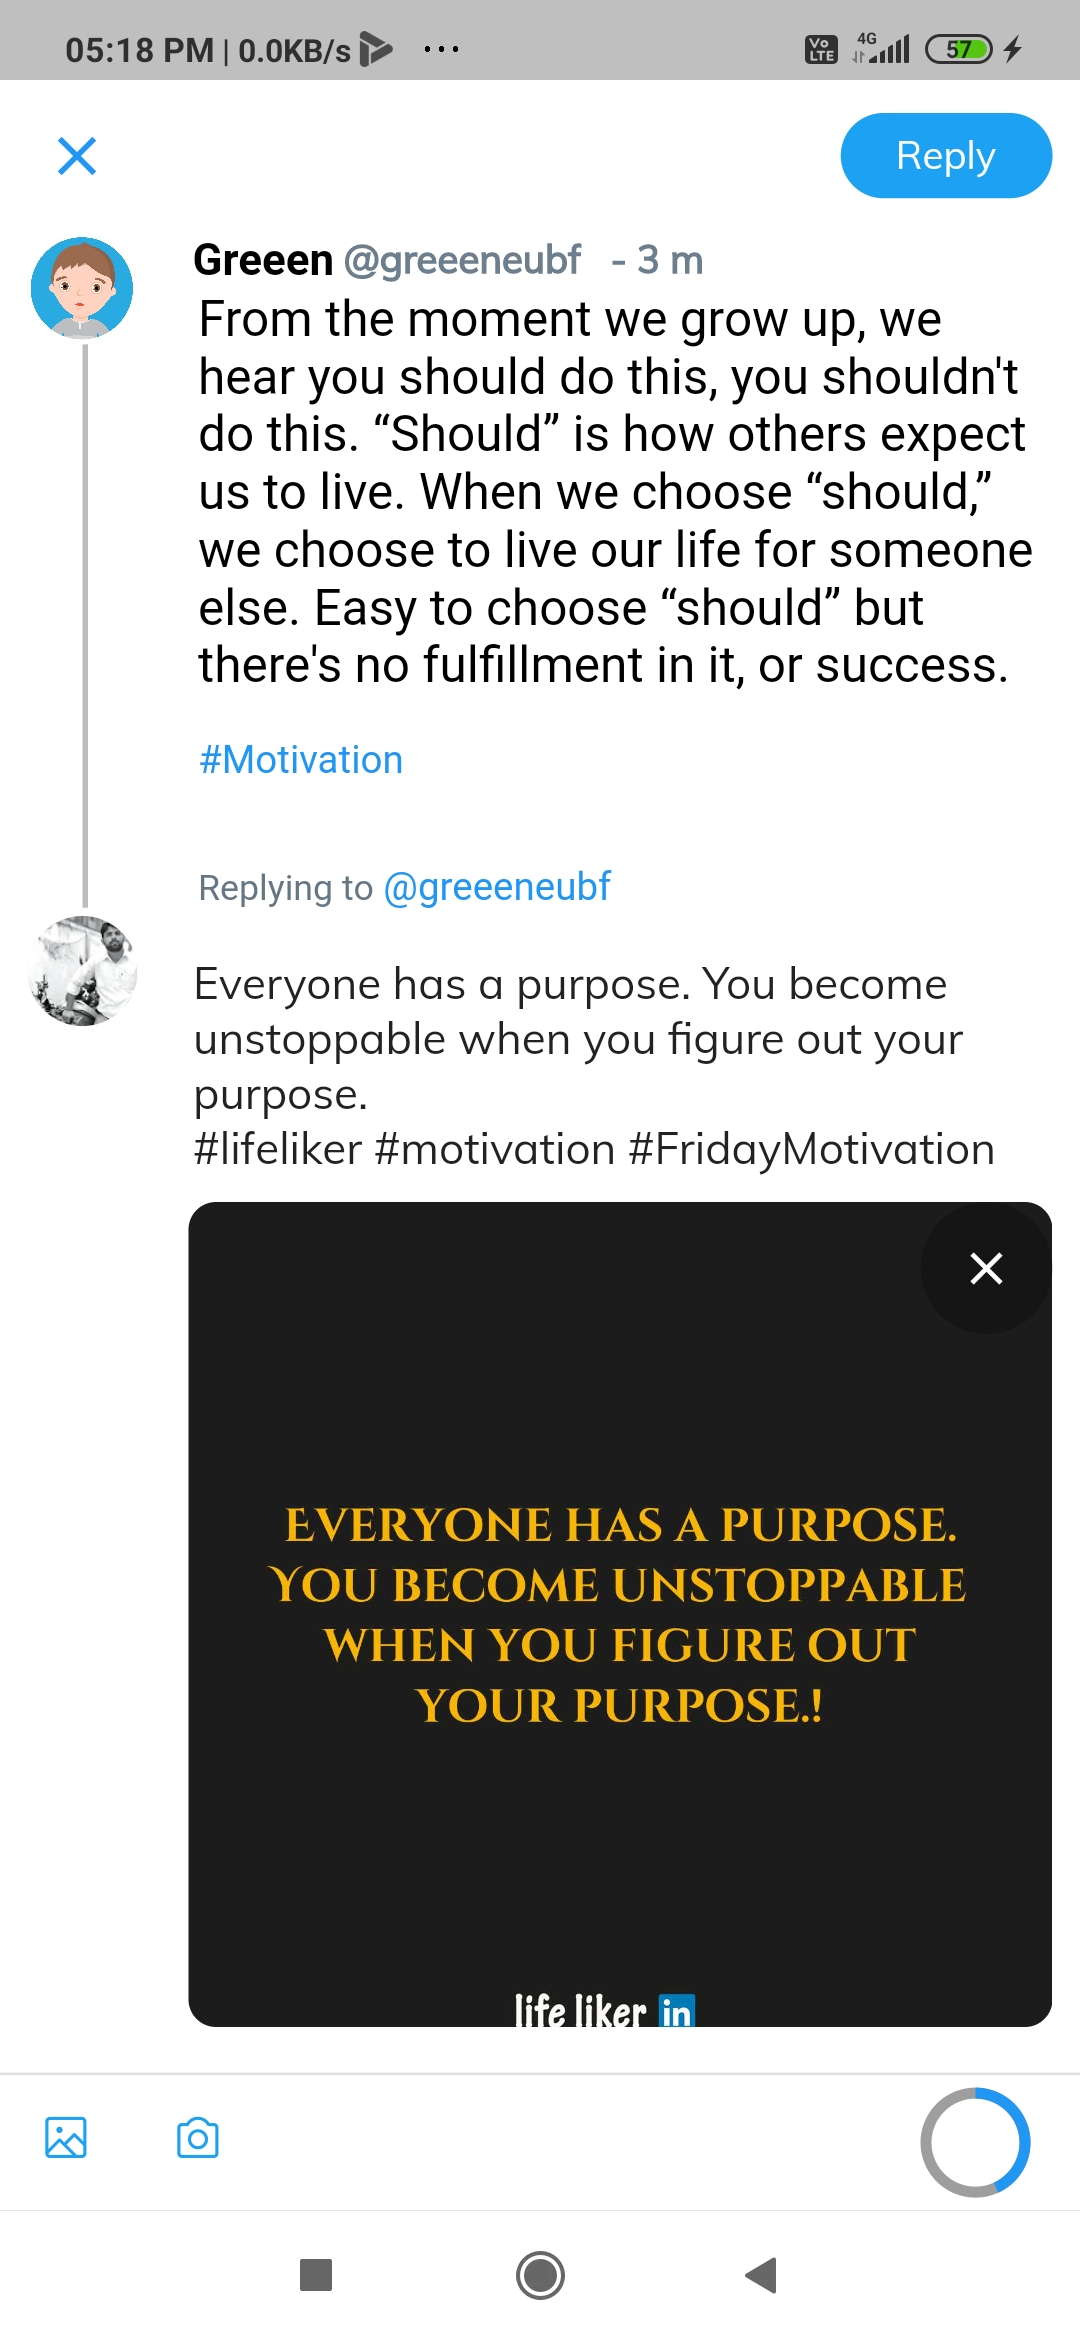 05:18 PM | 0.0KB/s ...
Vo LTE 4G 57
Reply
Greeen @greeeneubf - 3 m
From the moment we grow up, we
hear you should do this, you shouldn't
do this. “Should” is how others expect
us to live. When we choose “should,”
we choose to live our life for someone
else. Easy to choose “should” but
there's no fulfillment in it, or success.
#Motivation
Replying to @greeeneubf
Everyone has a purpose. You become
unstoppable when you figure out your
purpose.
#lifeliker #motivation #FridayMotivation
Everyone has a purpose.
You become unstoppable
when you figure out
your purpose.!
life liker in